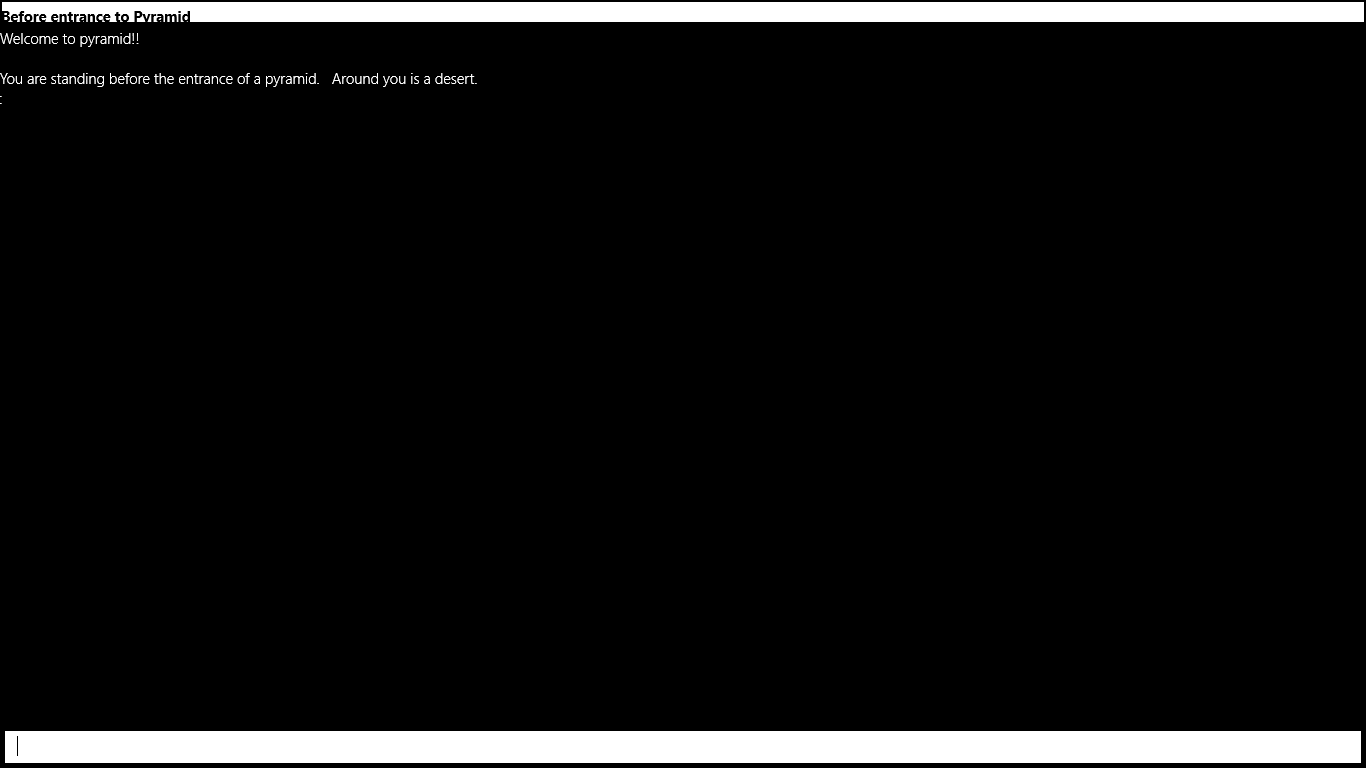 Before entrance to Pyramid
Welcome to pyramid!!
You are standing before the entrance of a pyramid.   Around you is a desert.
: